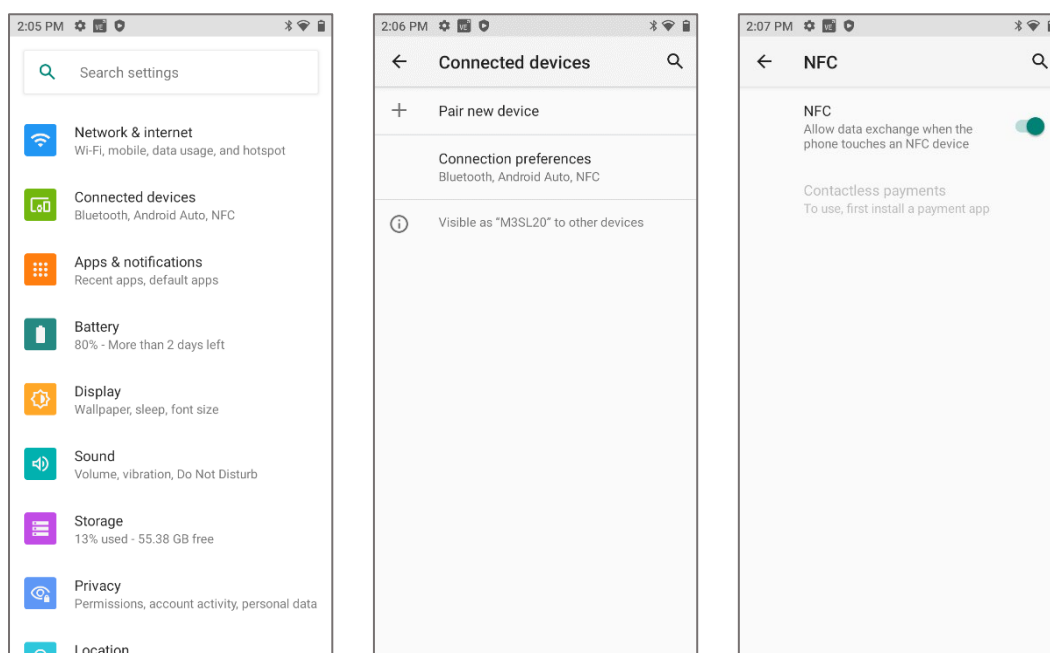 2:05 PM
Search settings
Network & internet
Wi-Fi, mobile, data usage, and hotspot
Connected devices
Bluetooth, Android Auto, NFC
Apps & notifications
Recent apps, default apps
Battery
80% - More than 2 days left
Display
Wallpaper, sleep, font size
Sound
Volume, vibration, Do Not Disturb
Storage
13% used - 55.38 GB free
Privacy
Permissions, account activity, personal data
Location
2:06 PM
Connected devices
Pair new device
Connection preferences
Bluetooth, Android Auto, NFC
Visible as "M3SL20" to other devices
2:07 PM
NFC
NFC
Allow data exchange when the
phone touches an NFC device
Contactless payments
To use, first install a payment app